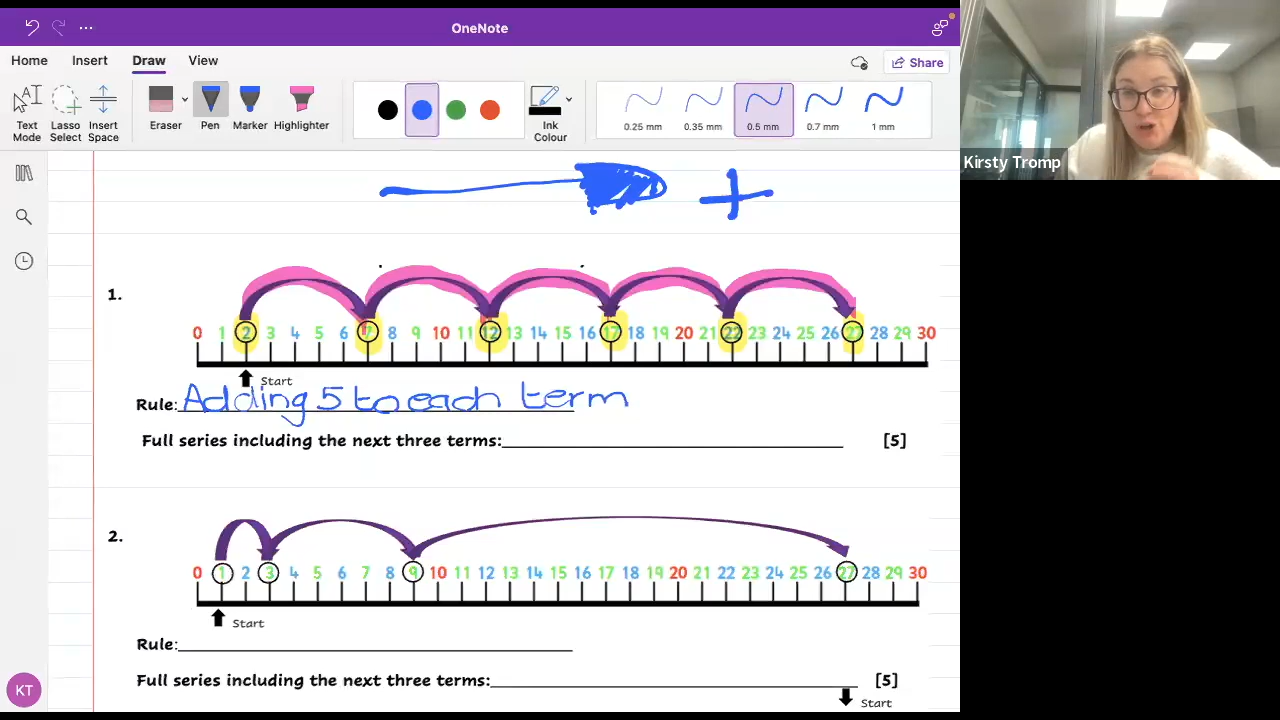 OneNote
Home Insert Draw View
Share
Text Mode
Lasso Select
Insert Space
Eraser
Pen
Marker
Highlighter
Ink Colour
0.25 mm
0.35 mm
0.5 mm
0.7 mm
1 mm
Kirsty Tromp
+
1.
0 1 2 3 4 5 6 7 8 9 10 11 12 13 14 15 16 17 18 19 20 21 22 23 24 25 26 27 28 29 30
Start
Rule: Adding 5 to each term
Full series including the next three terms: [5]
2.
0 1 2 3 4 5 6 7 8 9 10 11 12 13 14 15 16 17 18 19 20 21 22 23 24 25 26 27 28 29 30
Start
Rule:
Full series including the next three terms: [5]
Start
KT